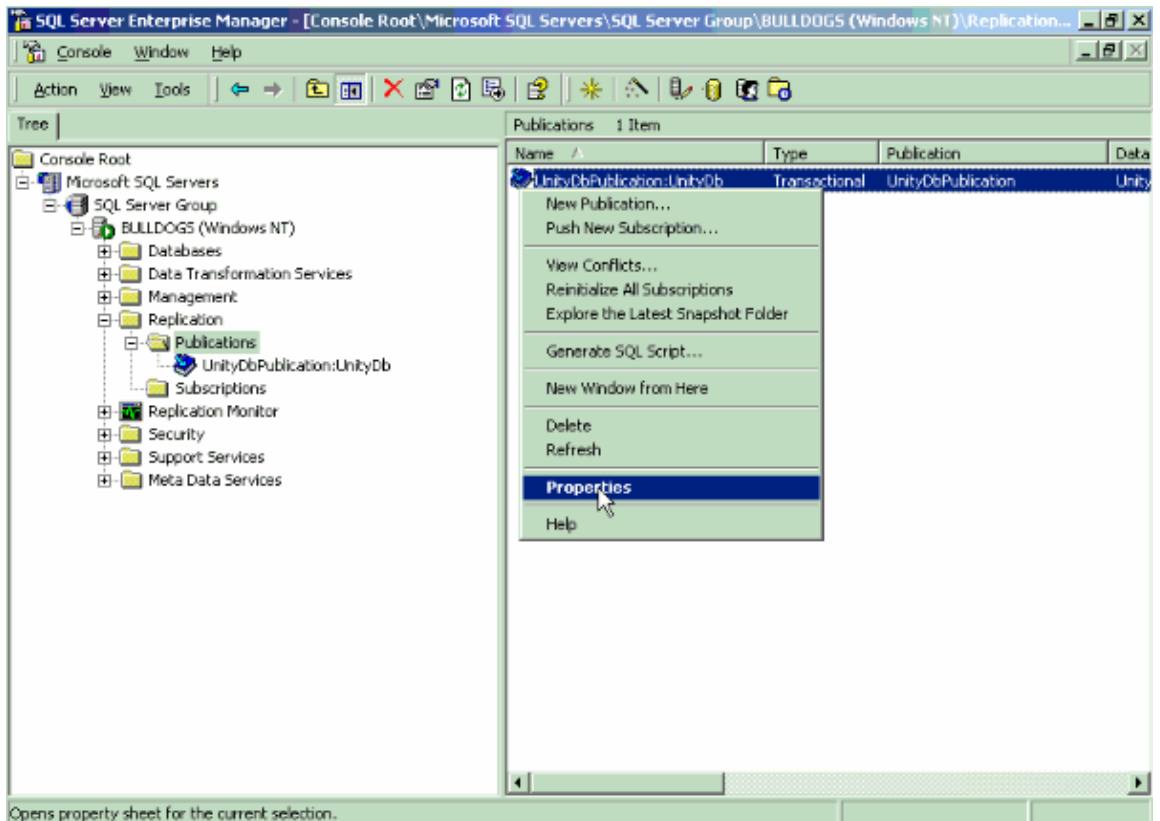 SQL Server Enterprise Manager - [Console Root\Microsoft SQL Servers\SQL Server Group\BULLDOGS (Windows NT)\Replication...
Console Window Help
Action View Tools
Tree
Publications 1 Item
Console Root
Microsoft SQL Servers
SQL Server Group
BULLDOGS (Windows NT)
Databases
Data Transformation Services
Management
Replication
Publications
UnityDbPublication:UnityDb
Subscriptions
Replication Monitor
Security
Support Services
Meta Data Services
Name Type Publication Data
UnityDbPublication:UnityDb Transactional UnityDbPublication Unity
New Publication...
Push New Subscription...
View Conflicts...
Reinitialize All Subscriptions
Explore the Latest Snapshot Folder
Generate SQL Script...
New Window from Here
Delete
Refresh
Properties
Help
Opens property sheet for the current selection.